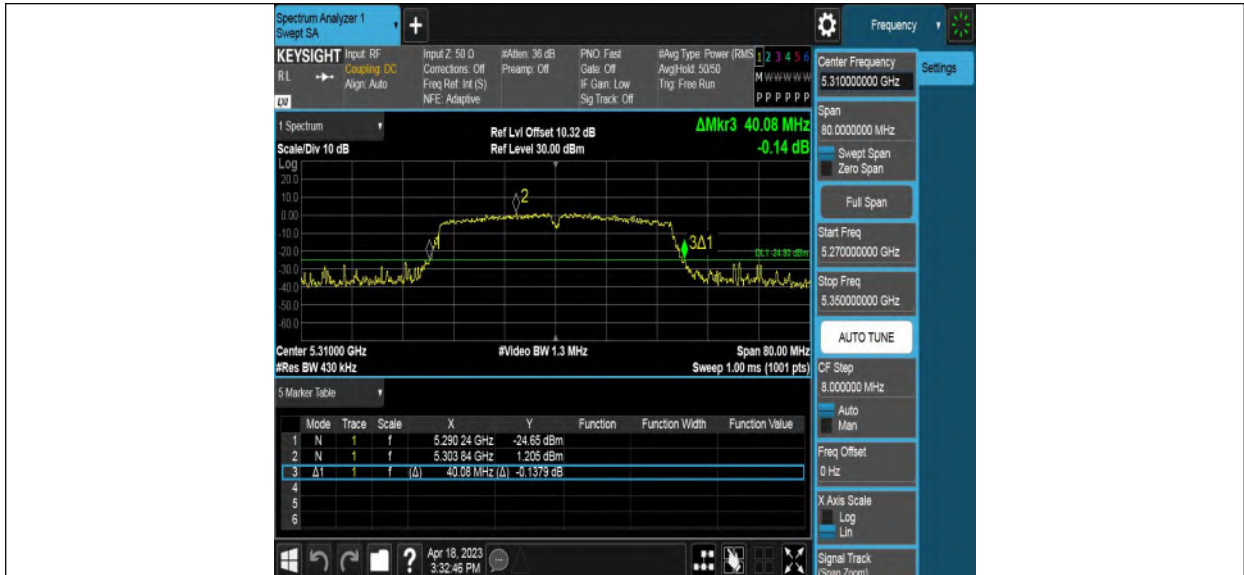 Spectrum Analyzer 1
Swept SA
Frequency
KEYSIGHT Input: RF
Coupling: DC
Align: Auto
RL
LXI
Input Z: 50 Ω
Corrections: Off
Freq Ref: Int (S)
NFE: Adaptive
#Atten: 36 dB
Preamp: Off
PNO: Fast
Gate: Off
IF Gain: Low
Sig Track: Off
#Avg Type: Power (RMS
Avg|Hold: 50/50
Trig: Free Run
1 2 3 4 5 6
M W W W W W
P P P P P P
Center Frequency
5.310000000 GHz
Settings
Span
80.0000000 MHz
Swept Span
Zero Span
Full Span
Start Freq
5.270000000 GHz
Stop Freq
5.350000000 GHz
AUTO TUNE
CF Step
8.000000 MHz
Auto
Man
Freq Offset
0 Hz
X Axis Scale
Log
Lin
Signal Track
(Span Zoom)
1 Spectrum
Scale/Div 10 dB
Ref Lvl Offset 10.32 dB
Ref Level 30.00 dBm
ΔMkr3 40.08 MHz
-0.14 dB
Log
20.0
10.0
0.00
-10.0
-20.0
-30.0
-40.0
-50.0
-60.0
2
3Δ1
DL1 -24.80 dBm
Center 5.31000 GHz
#Video BW 1.3 MHz
Span 80.00 MHz
#Res BW 430 kHz
Sweep 1.00 ms (1001 pts)
5 Marker Table
Mode Trace Scale X Y Function Function Width Function Value
1 N 1 f 5.290 24 GHz -24.65 dBm
2 N 1 f 5.303 84 GHz 1.205 dBm
3 Δ1 1 f (Δ) 40.08 MHz (Δ) -0.1379 dB
4
5
6
?
Apr 18, 2023
3:32:46 PM